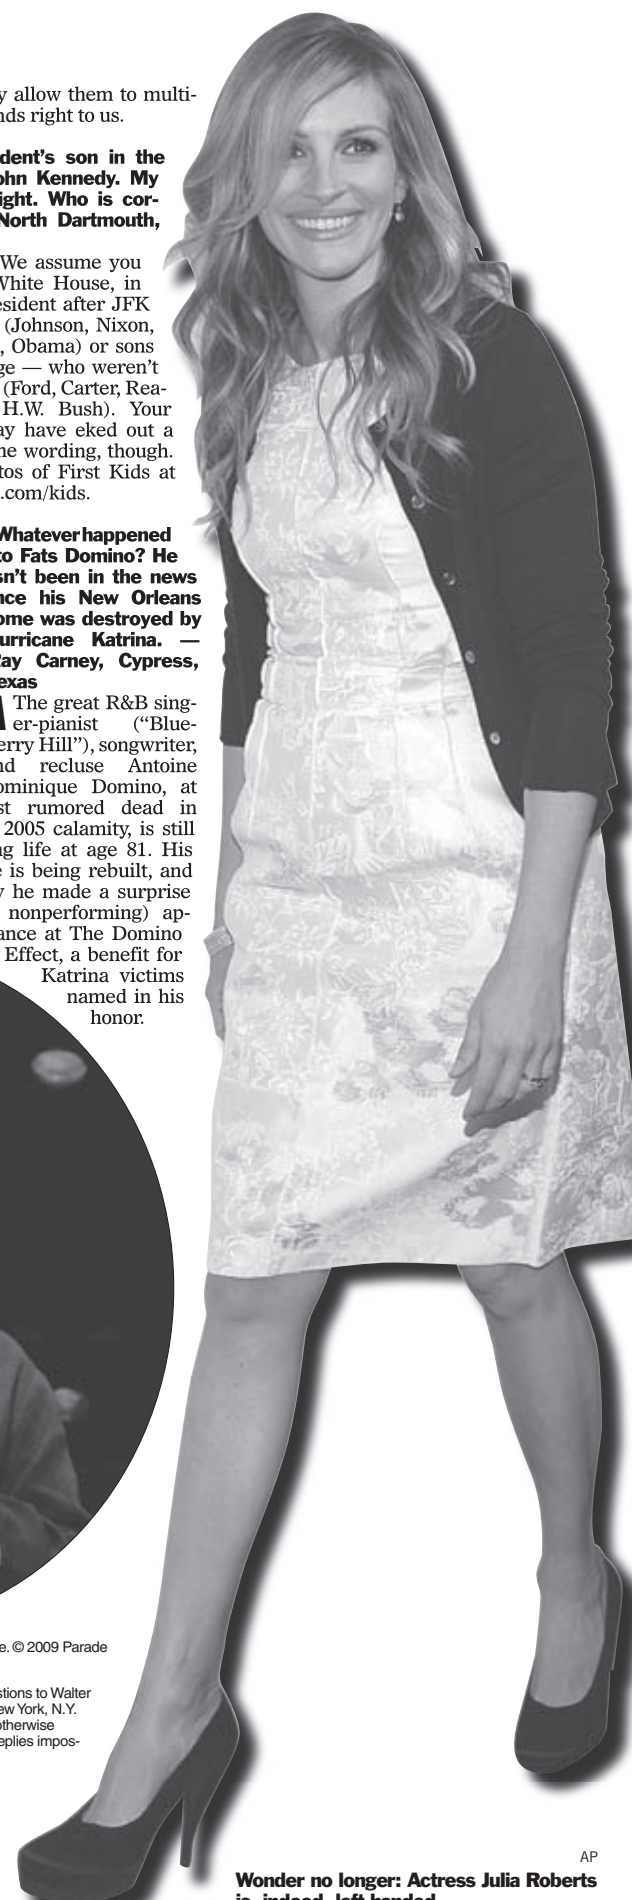 y allow them to multi-
nds right to us.
dent's son in the
ohn Kennedy. My
ight. Who is cor-
North Dartmouth,
We assume you
White House, in
esident after JFK
(Johnson, Nixon,
, Obama) or sons
ge — who weren't
(Ford, Carter, Rea-
H.W. Bush). Your
ay have eked out a
he wording, though.
tos of First Kids at
.com/kids.
Whatever happened
to Fats Domino? He
sn't been in the news
nce his New Orleans
ome was destroyed by
urricane Katrina. —
Ray Carney, Cypress,
exas
The great R&B sing-
er-pianist ("Blue-
erry Hill"), songwriter,
nd recluse Antoine
ominique Domino, at
st rumored dead in
2005 calamity, is still
ng life at age 81. His
e is being rebuilt, and
y he made a surprise
nonperforming) ap-
ance at The Domino
Effect, a benefit for
Katrina victims
named in his
honor.
e. © 2009 Parade
stions to Walter
ew York, N.Y.
otherwise
eplies impos-
AP
Wonder no longer: Actress Julia Roberts
is, indeed, left-handed